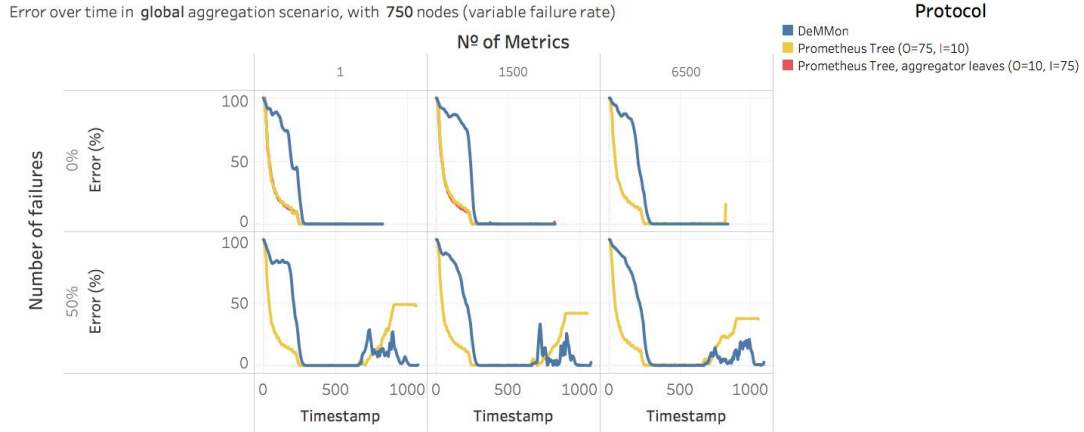 Error over time in global aggregation scenario, with 750 nodes (variable failure rate)
Protocol
DeMMon
Prometheus Tree (O=75, I=10)
Prometheus Tree, aggregator leaves (O=10, I=75)
Nº of Metrics
1 1500 6500
Number of failures
0%
Error (%)
100
50
0
50%
Error (%)
100
50
0
0 500 1000 0 500 1000 0 500 1000
Timestamp Timestamp Timestamp